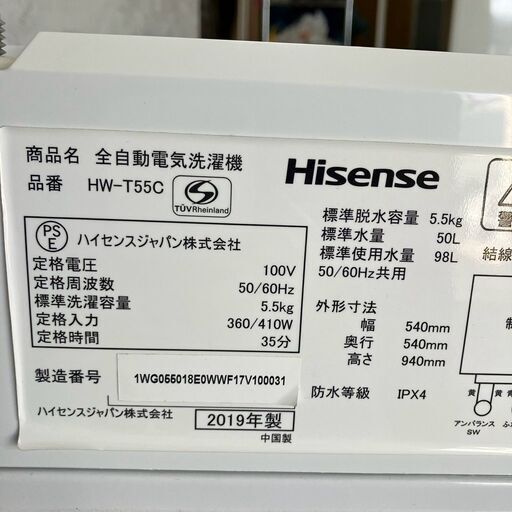 商品名 全自動電気洗濯機
品番 HW-T55C
TÜVRheinland
Hisense
PS
E
ハイセンスジャパン株式会社
定格電圧 100V
定格周波数 50/60Hz
標準洗濯容量 5.5kg
定格入力 360/410W
定格時間 35分
製造番号 1WG055018E0WWF17V100031
ハイセンスジャパン株式会社 2019年製
中国製
標準脱水容量 5.5kg
標準水量 50L
標準使用水量 98L
50/60Hz共用
外形寸法
幅 540mm
奥行 540mm
高さ 940mm
防水等級 IPX4
結線
制
黄 黄 青
アンバランス
SW